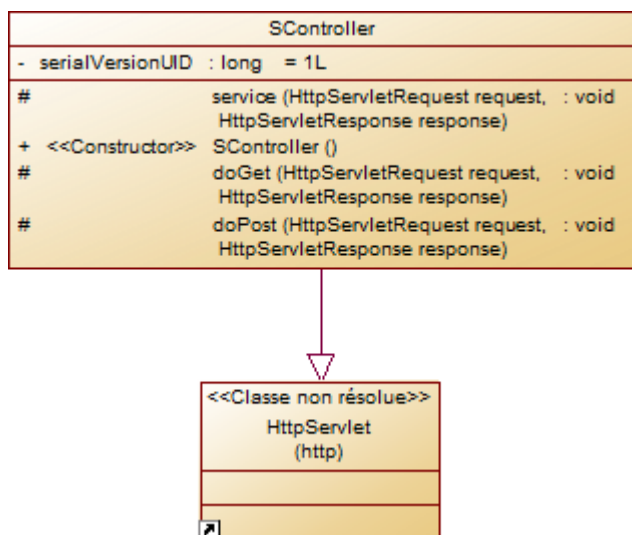 SController
- serialVersionUID : long = 1L
# service (HttpServletRequest request, : void
HttpServletResponse response)
+ <<Constructor>> SController ()
# doGet (HttpServletRequest request, : void
HttpServletResponse response)
# doPost (HttpServletRequest request, : void
HttpServletResponse response)
<<Classe non résolue>>
HttpServlet
(http)